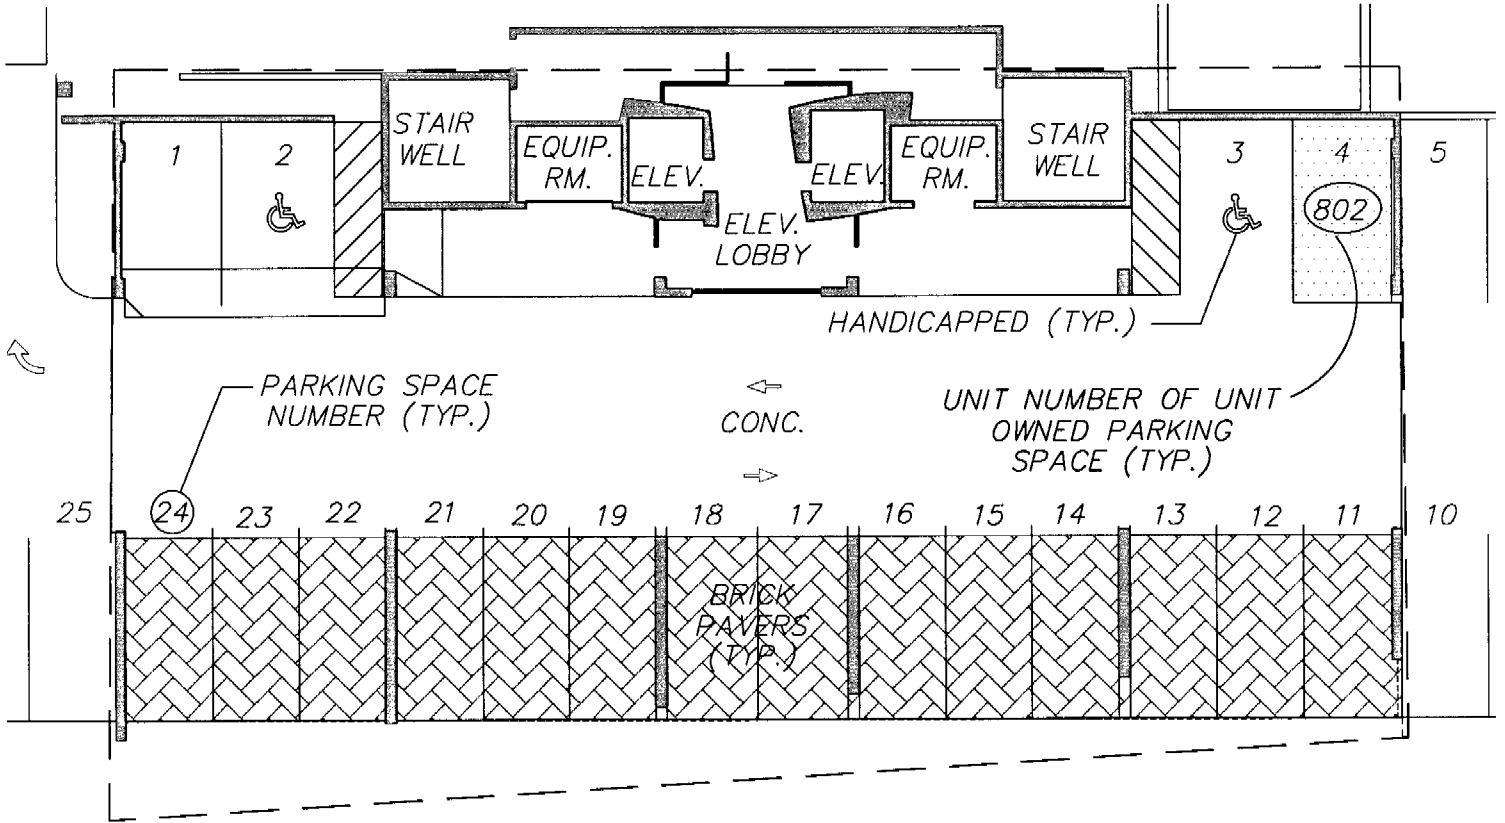 STAIR
WELL
EQUIP.
RM.
ELEV.
ELEV.
EQUIP.
RM.
STAIR
WELL
1
2
3
4
5
802
ELEV.
LOBBY
HANDICAPPED (TYP.)
PARKING SPACE
NUMBER (TYP.)
CONC.
UNIT NUMBER OF UNIT
OWNED PARKING
SPACE (TYP.)
25
24
23
22
21
20
19
18
17
16
15
14
13
12
11
10
BRICK
PAVERS
(TYP.)